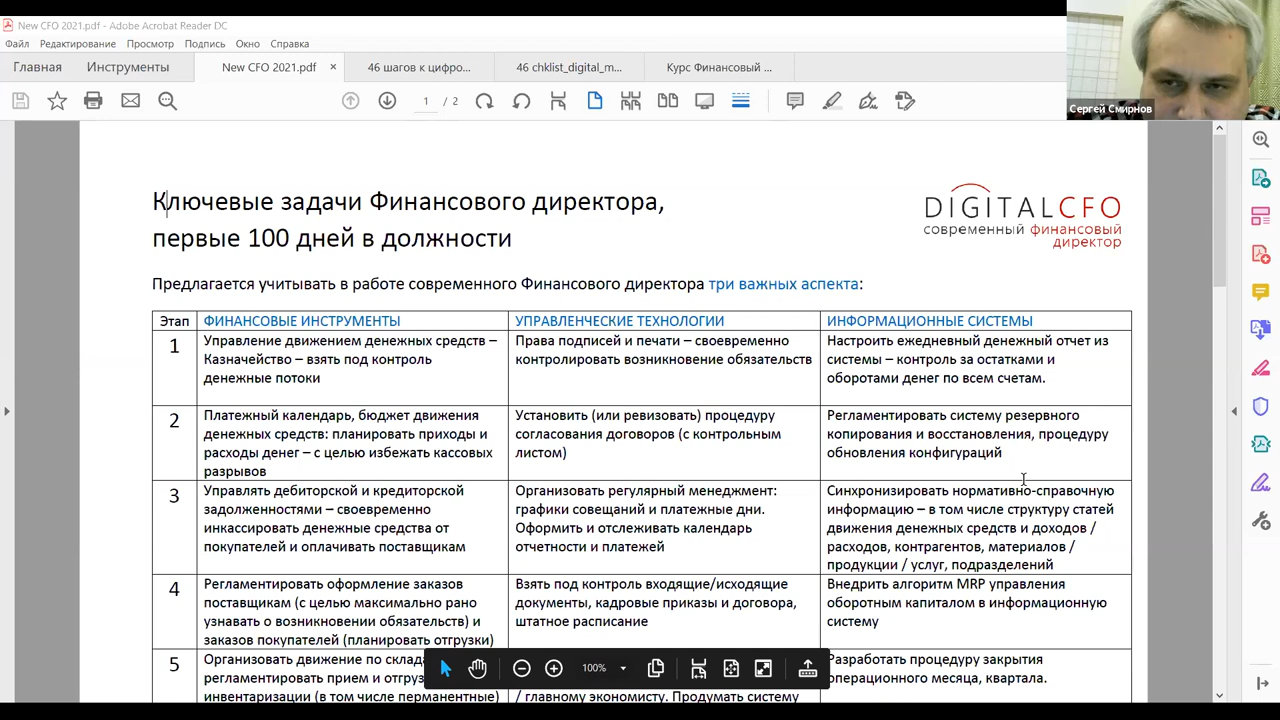 New CFO 2021.pdf - Adobe Acrobat Reader DC
Файл Редактирование Просмотр Подпись Окно Справка
Главная Инструменты New CFO 2021.pdf × 46 шагов к цифро... 46 chklist_digital_m... Курс Финансовый ...
1 / 2
Сергей Смирнов
Ключевые задачи Финансового директора,
первые 100 дней в должности
DIGITALCFO
современный финансовый
директор
Предлагается учитывать в работе современного Финансового директора три важных аспекта:
Этап ФИНАНСОВЫЕ ИНСТРУМЕНТЫ УПРАВЛЕНЧЕСКИЕ ТЕХНОЛОГИИ ИНФОРМАЦИОННЫЕ СИСТЕМЫ
1
Управление движением денежных средств –
Казначейство – взять под контроль
денежные потоки
Права подписей и печати – своевременно
контролировать возникновение обязательств
Настроить ежедневный денежный отчет из
системы – контроль за остатками и
оборотами денег по всем счетам.
2
Платежный календарь, бюджет движения
денежных средств: планировать приходы и
расходы денег – с целью избежать кассовых
разрывов
Установить (или ревизовать) процедуру
согласования договоров (с контрольным
листом)
Регламентировать систему резервного
копирования и восстановления, процедуру
обновления конфигураций
3
Управлять дебиторской и кредиторской
задолженностями – своевременно
инкассировать денежные средства от
покупателей и оплачивать поставщикам
Организовать регулярный менеджмент:
графики совещаний и платежные дни.
Оформить и отслеживать календарь
отчетности и платежей
Синхронизировать нормативно-справочную
информацию – в том числе структуру статей
движения денежных средств и доходов /
расходов, контрагентов, материалов /
продукции / услуг, подразделений
4
Регламентировать оформление заказов
поставщикам (с целью максимально рано
узнавать о возникновении обязательств) и
заказов покупателей (планировать отгрузки)
Взять под контроль входящие/исходящие
документы, кадровые приказы и договора,
штатное расписание
Внедрить алгоритм MRP управления
оборотным капиталом в информационную
систему
5
Организовать движение по склад
регламентировать прием и отгруз
инвентаризации (в том числе перманентные)
/ главному экономисту. Продумать систему
Разработать процедуру закрытия
операционного месяца, квартала.
100%